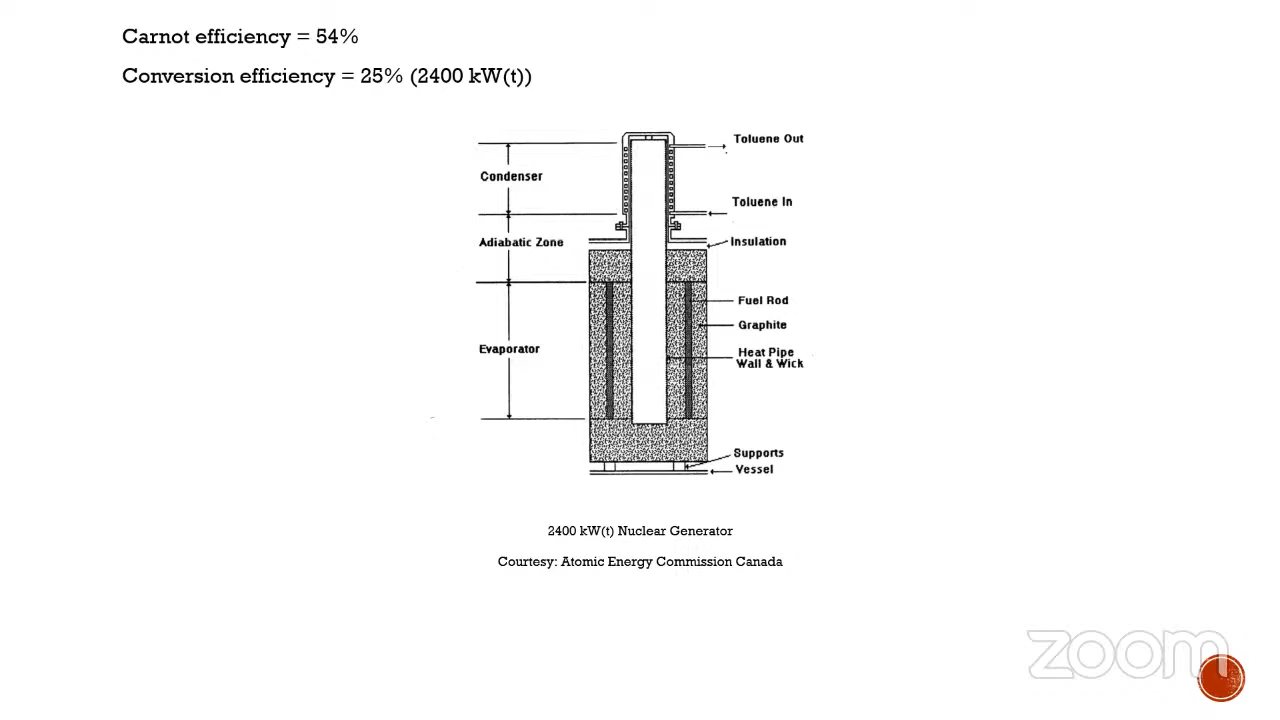 Carnot efficiency = 54%
Conversion efficiency = 25% (2400 kW(t))
Toluene Out
Condenser
Toluene In
Adiabatic Zone
Insulation
Fuel Rod
Graphite
Evaporator
Heat Pipe
Wall & Wick
Supports
Vessel
2400 kW(t) Nuclear Generator
Courtesy: Atomic Energy Commission Canada
zoom